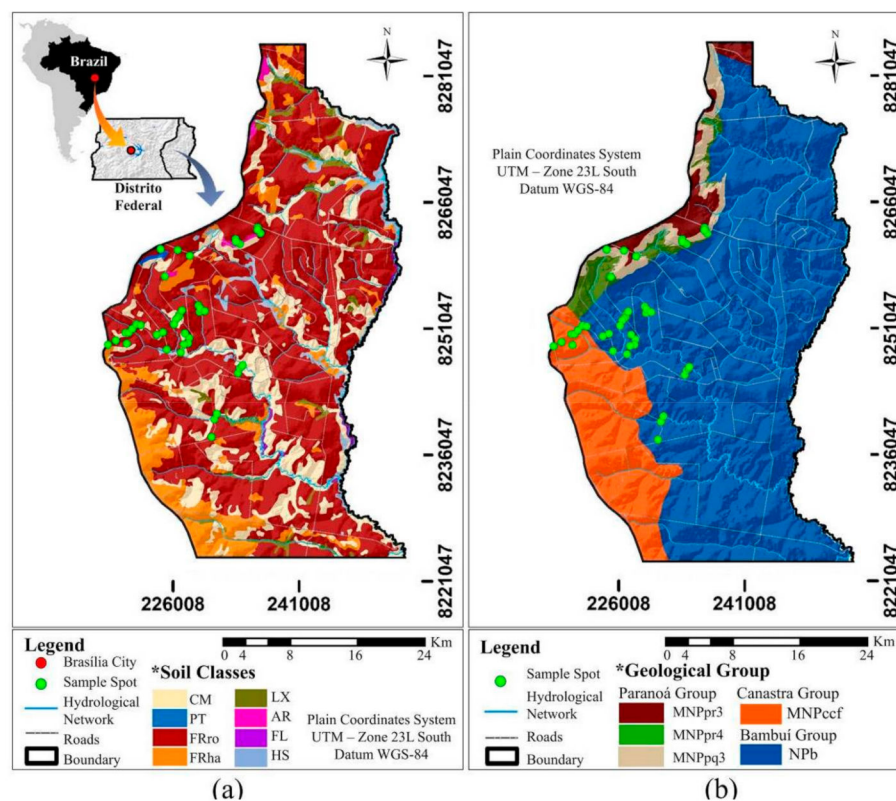 Brazil
N
Distrito
Federal
8281047
8266047
8251047
8236047
8221047
226008
241008
Legend
Brasília City
Sample Spot
Hydrological
Network
Roads
Boundary
*Soil Classes
CM
PT
FRro
FRha
LX
AR
FL
HS
Km
0 4 8 16 24
Plain Coordinates System
UTM – Zone 23L South
Datum WGS-84
(a)
N
Plain Coordinates System
UTM – Zone 23L South
Datum WGS-84
8281047
8266047
8251047
8236047
8221047
226008
241008
Legend
Sample Spot
Hydrological
Network
Roads
Boundary
Km
0 4 8 16 24
*Geological Group
Paranoá Group
MNPpr3
MNPpr4
MNPpq3
Canastra Group
MNPccf
Bambuí Group
NPb
(b)